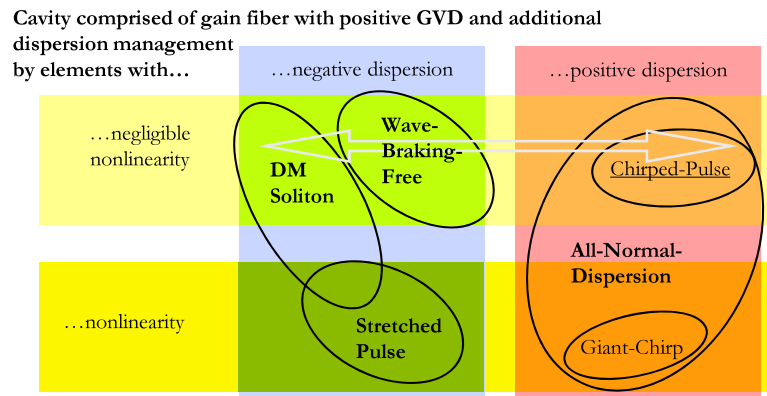 Cavity comprised of gain fiber with positive GVD and additional
dispersion management
by elements with…
…negative dispersion
…positive dispersion
…negligible
nonlinearity
Wave-
Braking-
Free
DM
Soliton
Chirped-Pulse
All-Normal-
Dispersion
…nonlinearity
Stretched
Pulse
Giant-Chirp